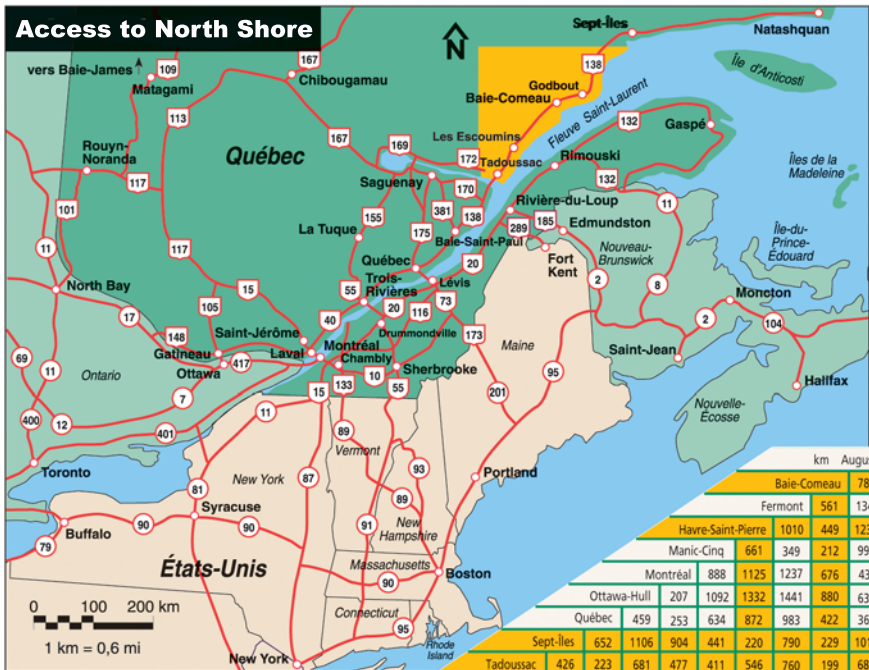 Access to North Shore
N
Sept-Îles
Natashquan
167
138
vers Baie-James
109
Matagami
Chibougamau
Île d'Anticosti
Godbout
Baie-Comeau
113
Fleuve Saint-Laurent
132
Gaspé
167
Les Escoumins
169
172
Rouyn-
Noranda
Québec
Tadoussac
Rimouski
132
Îles de la
Madeleine
117
Saguenay
170
101
155
381
138
Rivière-du-Loup
11
La Tuque
175
Baie-Saint-Paul
289
185
Edmundston
Île-du-
Prince-
Édouard
11
117
Québec
20
Fort
Kent
Nouveau-
Brunswick
North Bay
15
55
Trois-
Rivières
Lévis
2
8
Moncton
105
20
116
73
17
40
148
Saint-Jérôme
Drummondville
173
2
104
Gatineau
Laval
Montréal
Maine
Saint-Jean
69
417
Ottawa
Chambly
11
Ontario
10
Sherbrooke
95
7
15
133
55
201
Halifax
400
12
11
Nouvelle-
Écosse
401
89
Vermont
Toronto
New York
93
Portland
81
87
89
Syracuse
Buffalo
90
90
91
New
Hampshire
79
États-Unis
Massachusetts
90
Boston
0 100 200 km
1 km = 0,6 mi
Connecticut
95
Rhode
Island
New York
km Augus
Baie-Comeau 78
Fermont 561 134
Havre-Saint-Pierre 1010 449 123
Manic-Cinq 661 349 212 99
Montréal 888 1125 1237 676 43
Ottawa-Hull 207 1092 1332 1441 880 63
Québec 459 253 634 872 983 422 36
Sept-Îles 652 1106 904 441 220 790 229 101
Tadoussac 426 223 681 477 411 546 760 199 68